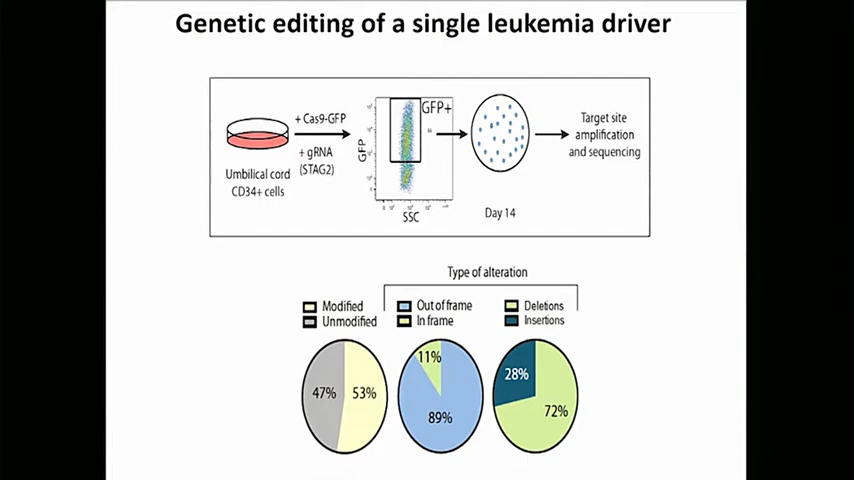 Genetic editing of a single leukemia driver
+ Cas9-GFP
+ gRNA
(STAG2)
Umbilical cord
CD34+ cells
GFP+
GFP
SSC
Day 14
Target site
amplification
and sequencing
Type of alteration
Modified
Unmodified
Out of frame
In frame
Deletions
Insertions
47%
53%
11%
89%
28%
72%